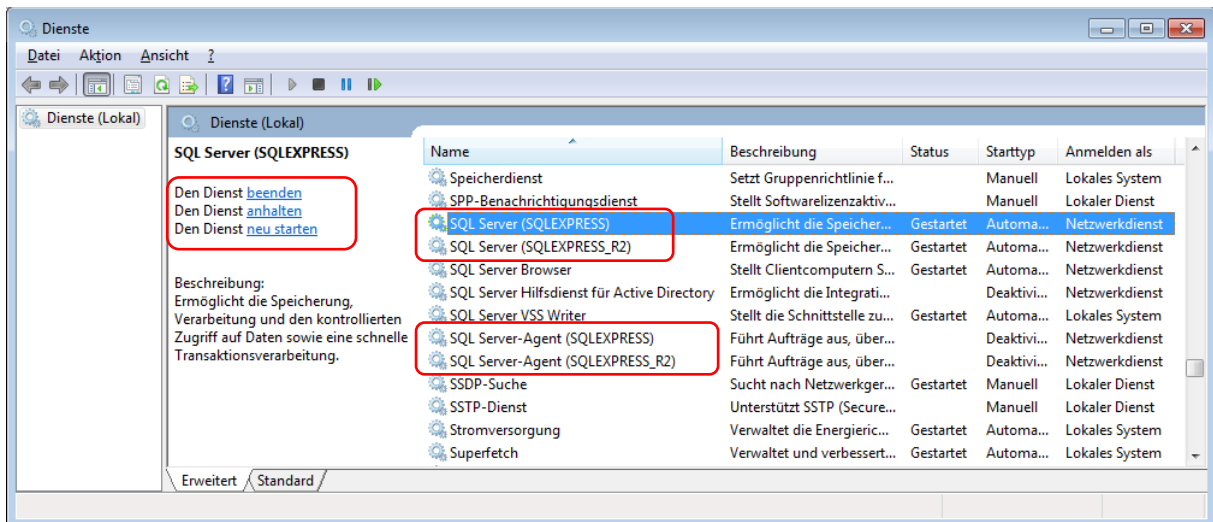 Dienste
Datei Aktion Ansicht ?
Dienste (Lokal)
Dienste (Lokal)
SQL Server (SQLEXPRESS)
Den Dienst beenden
Den Dienst anhalten
Den Dienst neu starten
Beschreibung:
Ermöglicht die Speicherung,
Verarbeitung und den kontrollierten
Zugriff auf Daten sowie eine schnelle
Transaktionsverarbeitung.
Name Beschreibung Status Starttyp Anmelden als
Speicherdienst Setzt Gruppenrichtlinie f... Manuell Lokales System
SPP-Benachrichtigungsdienst Stellt Softwarelizenzaktiv... Manuell Lokaler Dienst
SQL Server (SQLEXPRESS) Ermöglicht die Speicher... Gestartet Automa... Netzwerkdienst
SQL Server (SQLEXPRESS_R2) Ermöglicht die Speicher... Gestartet Automa... Netzwerkdienst
SQL Server Browser Stellt Clientcomputern S... Gestartet Automa... Netzwerkdienst
SQL Server Hilfsdienst für Active Directory Ermöglicht die Integrati... Deaktivi... Netzwerkdienst
SQL Server VSS Writer Stellt die Schnittstelle zu... Gestartet Automa... Lokales System
SQL Server-Agent (SQLEXPRESS) Führt Aufträge aus, über... Deaktivi... Netzwerkdienst
SQL Server-Agent (SQLEXPRESS_R2) Führt Aufträge aus, über... Deaktivi... Netzwerkdienst
SSDP-Suche Sucht nach Netzwerkger... Gestartet Manuell Lokaler Dienst
SSTP-Dienst Unterstützt SSTP (Secure... Manuell Lokaler Dienst
Stromversorgung Verwaltet die Energieric... Gestartet Automa... Lokales System
Superfetch Verwaltet und verbessert... Gestartet Automa... Lokales System
Erweitert Standard